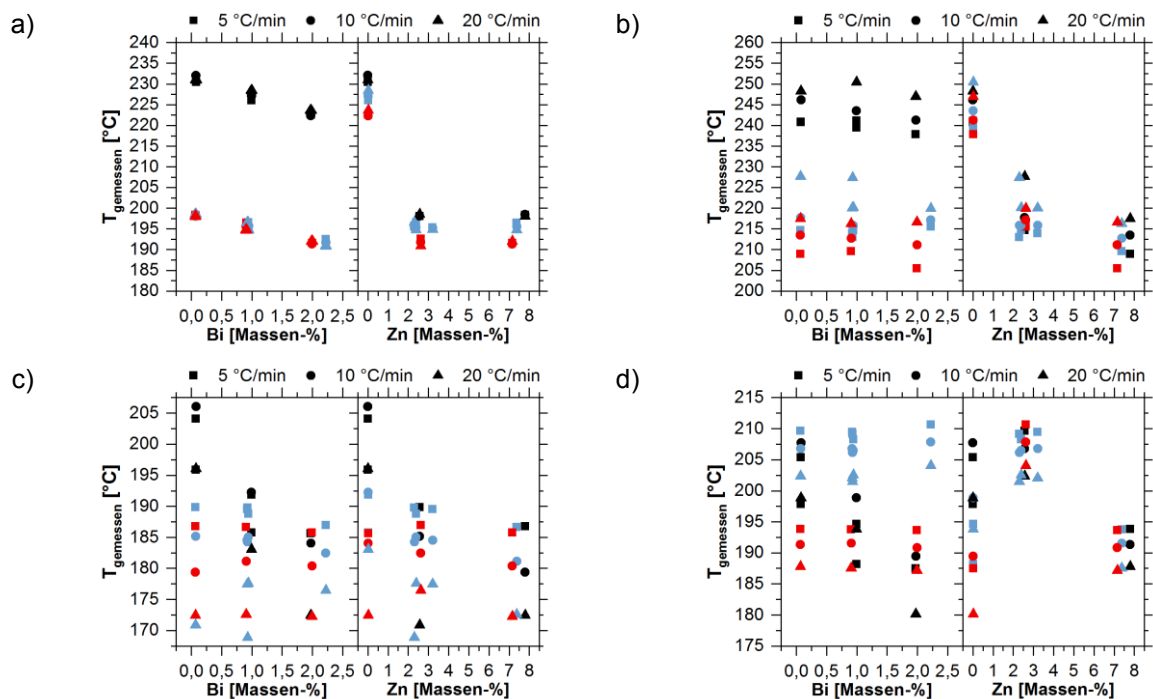 a)
■ 5 °C/min ● 10 °C/min ▲ 20 °C/min
240
235
230
225
220
215
210
205
200
195
190
185
180
T gemessen [°C]
0,0 0,5 1,0 1,5 2,0 2,5
0 1 2 3 4 5 6 7 8
Bi [Massen-%] Zn [Massen-%]
b)
■ 5 °C/min ● 10 °C/min ▲ 20 °C/min
260
255
250
245
240
235
230
225
220
215
210
205
200
T gemessen [°C]
0,0 0,5 1,0 1,5 2,0 2,5
0 1 2 3 4 5 6 7 8
Bi [Massen-%] Zn [Massen-%]
c)
■ 5 °C/min ● 10 °C/min ▲ 20 °C/min
205
200
195
190
185
180
175
170
T gemessen [°C]
0,0 0,5 1,0 1,5 2,0 2,5
0 1 2 3 4 5 6 7 8
Bi [Massen-%] Zn [Massen-%]
d)
■ 5 °C/min ● 10 °C/min ▲ 20 °C/min
215
210
205
200
195
190
185
180
175
T gemessen [°C]
0,0 0,5 1,0 1,5 2,0 2,5
0 1 2 3 4 5 6 7 8
Bi [Massen-%] Zn [Massen-%]